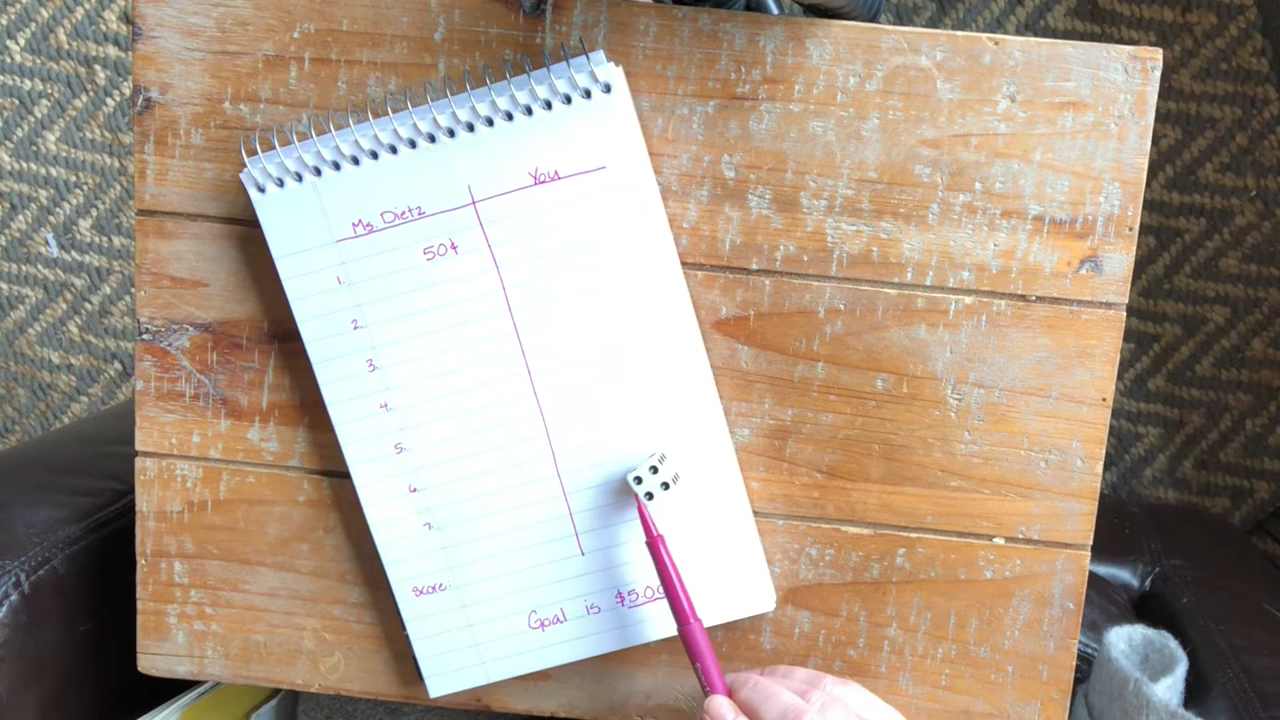 Ms. Dietz You
50¢
1.
2.
3.
4.
5.
6.
7.
score:
Goal is $5.00